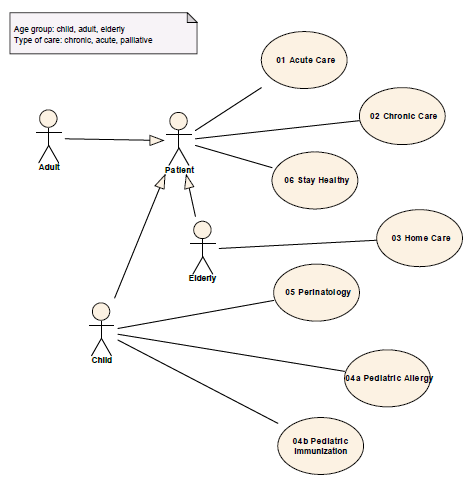 Age group: child, adult, elderly
Type of care: chronic, acute, palliative
01 Acute Care
02 Chronic Care
Adult
Patient
06 Stay Healthy
03 Home Care
Elderly
05 Perinatology
Child
04a Pediatric Allergy
04b Pediatric
Immunization